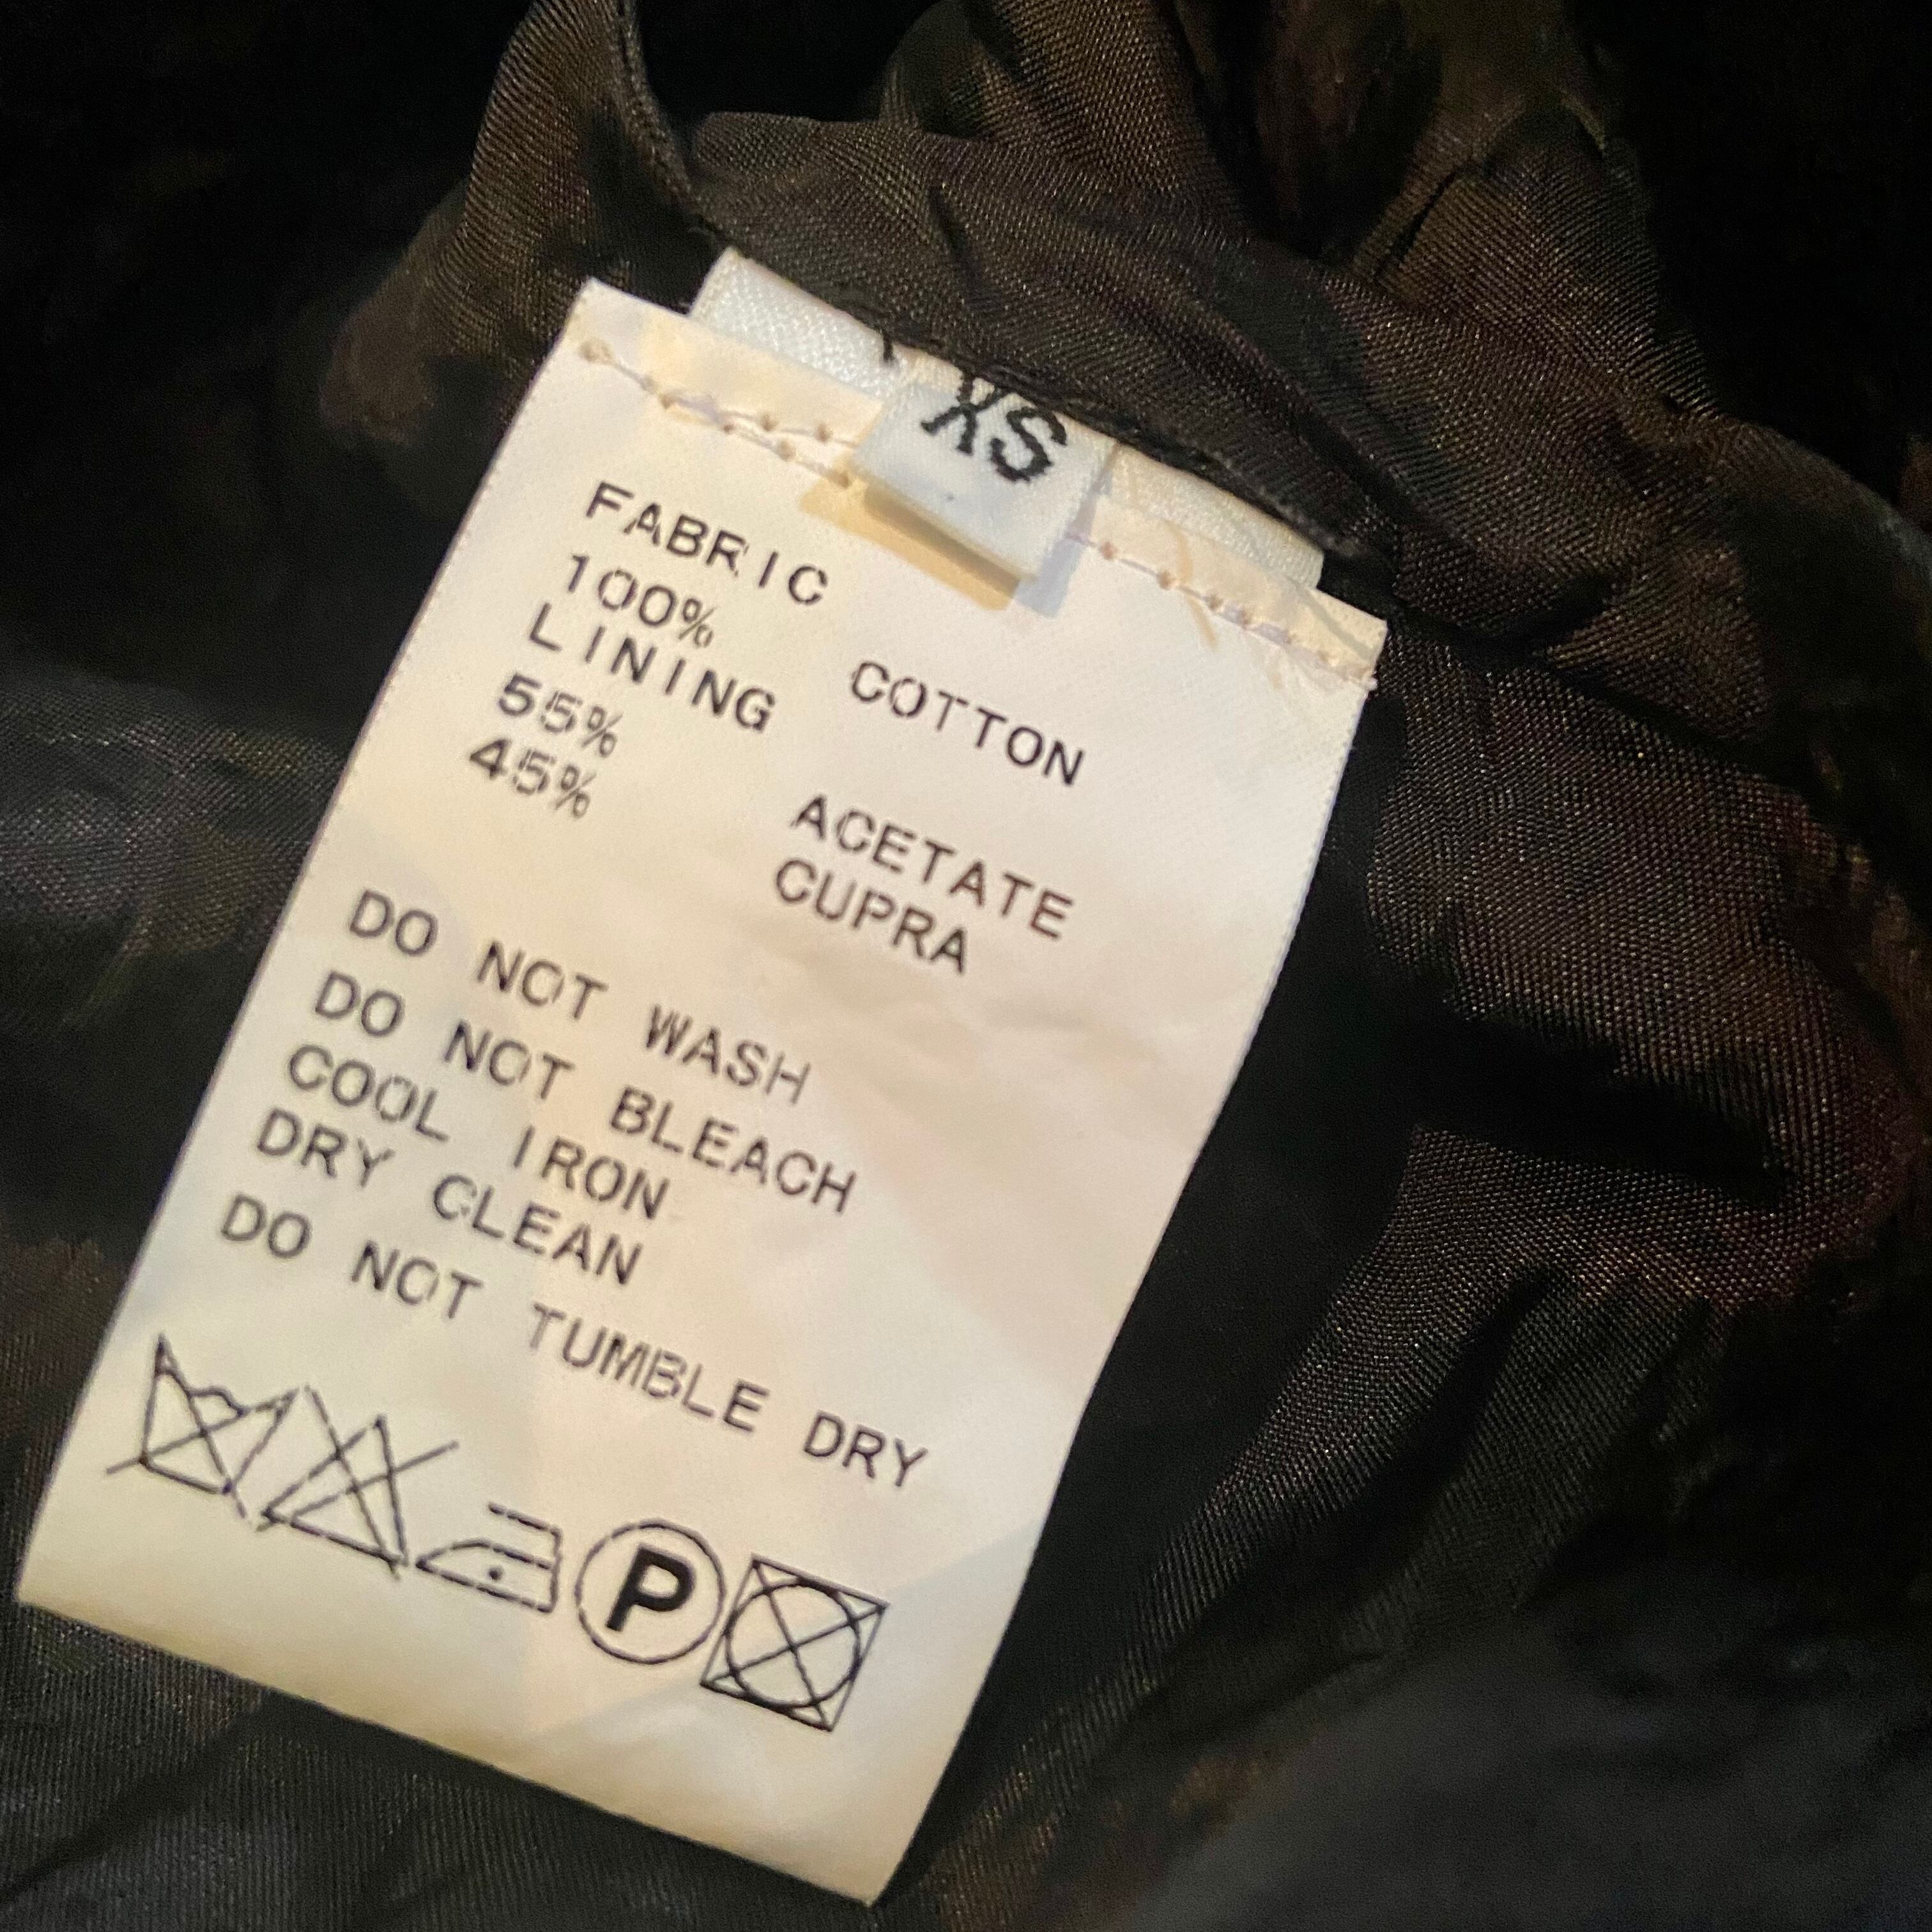 XS
FABRIC
100% COTTON
LINING
55% ACETATE
45% CUPRA
DO NOT WASH
DO NOT BLEACH
COOL IRON
DRY CLEAN
DO NOT TUMBLE DRY
P